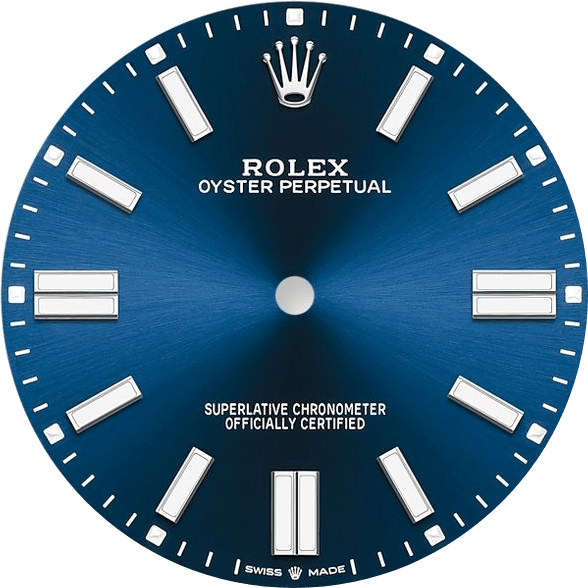 ROLEX
OYSTER PERPETUAL
SUPERLATIVE CHRONOMETER
OFFICIALLY CERTIFIED
SWISS MADE